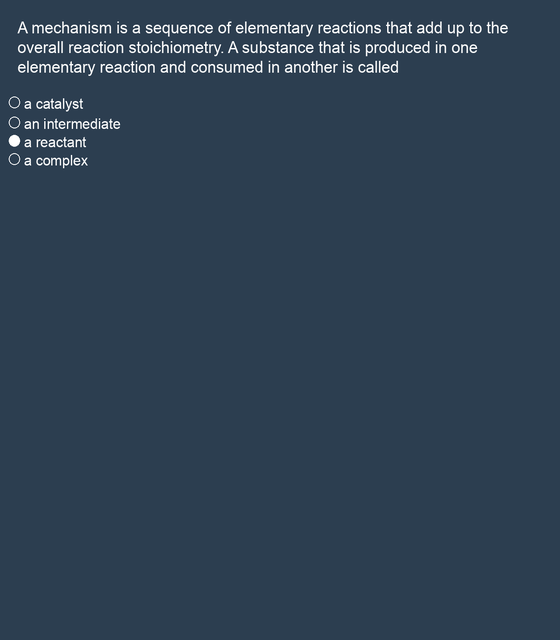 A mechanism is a sequence of elementary reactions that add up to the
overall reaction stoichiometry. A substance that is produced in one
elementary reaction and consumed in another is called
a catalyst
an intermediate
a reactant
a complex